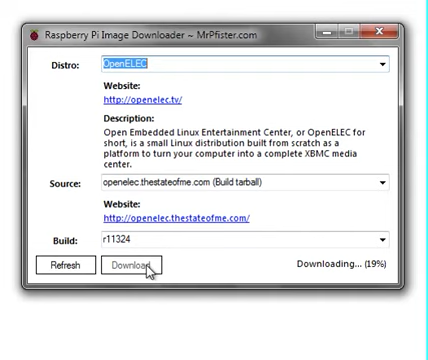 Raspberry Pi Image Downloader ~ MrPfister.com
Distro: OpenELEC
Website:
http://openelec.tv/
Description:
Open Embedded Linux Entertainment Center, or OpenELEC for
short, is a small Linux distribution built from scratch as a
platform to turn your computer into a complete XBMC media
center.
Source: openelec.thestateofme.com (Build tarball)
Website:
http://openelec.thestateofme.com/
Build: r11324
Refresh Download Downloading... (19%)